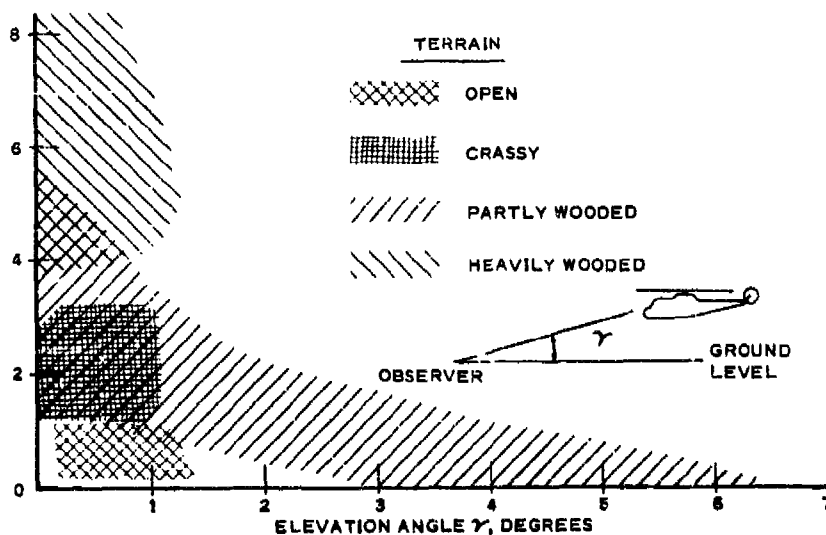 8
6
4
2
0
TERRAIN
OPEN
CRASSY
PARTLY WOODED
HEAVILY WOODED
γ
OBSERVER
GROUND
LEVEL
1 2 3 4 5 6 7
ELEVATION ANGLE γ, DEGREES